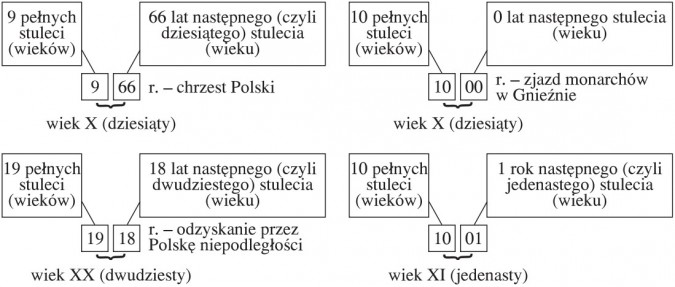 9 pełnych
stuleci
(wieków)
66 lat następnego (czyli
dziesiątego) stulecia
(wieku)
9 66 r. – chrzest Polski
wiek X (dziesiąty)
10 pełnych
stuleci
(wieków)
0 lat następnego stulecia
(wieku)
10 00 r. – zjazd monarchów
w Gnieźnie
wiek X (dziesiąty)
19 pełnych
stuleci
(wieków)
18 lat następnego (czyli
dwudziestego) stulecia
(wieku)
19 18 r. – odzyskanie przez
Polskę niepodległości
wiek XX (dwudziesty)
10 pełnych
stuleci
(wieków)
1 rok następnego (czyli
jedenastego) stulecia
(wieku)
10 01
wiek XI (jedenasty)